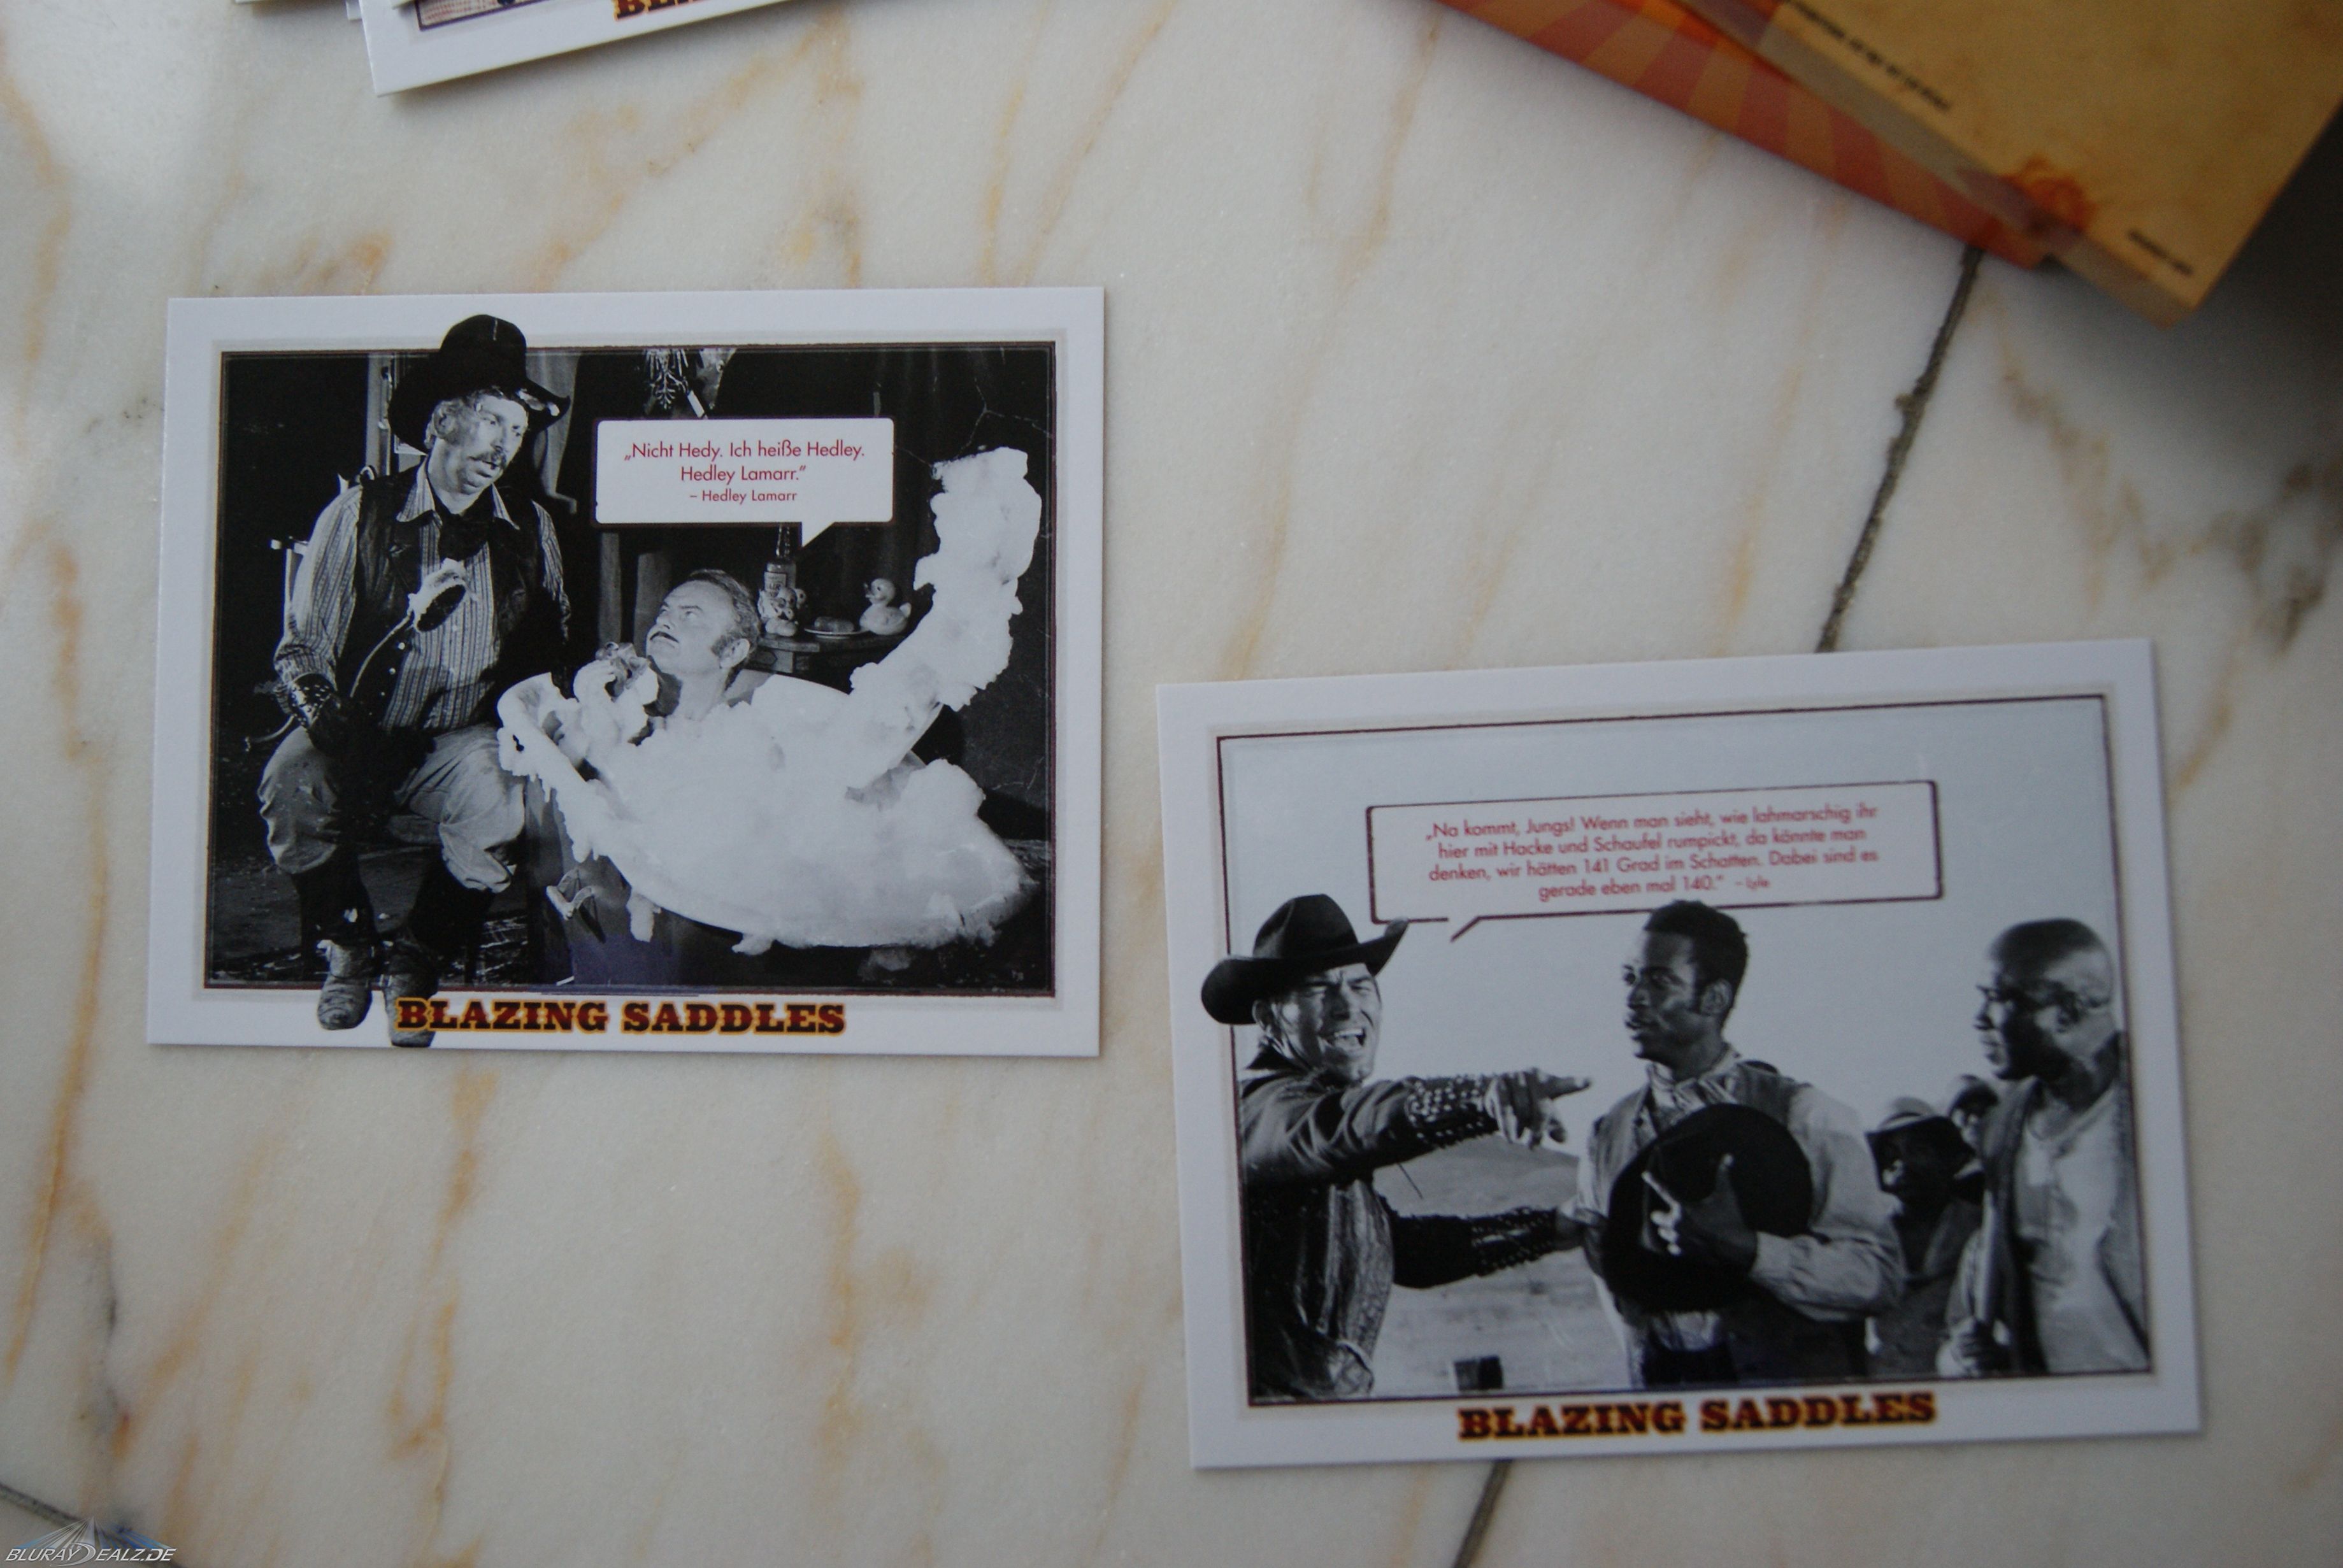 „Nicht Hedy. Ich heiße Hedley.
Hedley Lamarr.”
– Hedley Lamarr
BLAZING SADDLES
„Na kommt, Jungs! Wenn man sieht, wie lahmarschig ihr
hier mit Hacke und Schaufel rumpickt, da könnte man
denken, wir hätten 141 Grad im Schatten. Dabei sind es
gerade eben mal 140.” – Lyle
BLAZING SADDLES
BLURAYDEALZ.DE